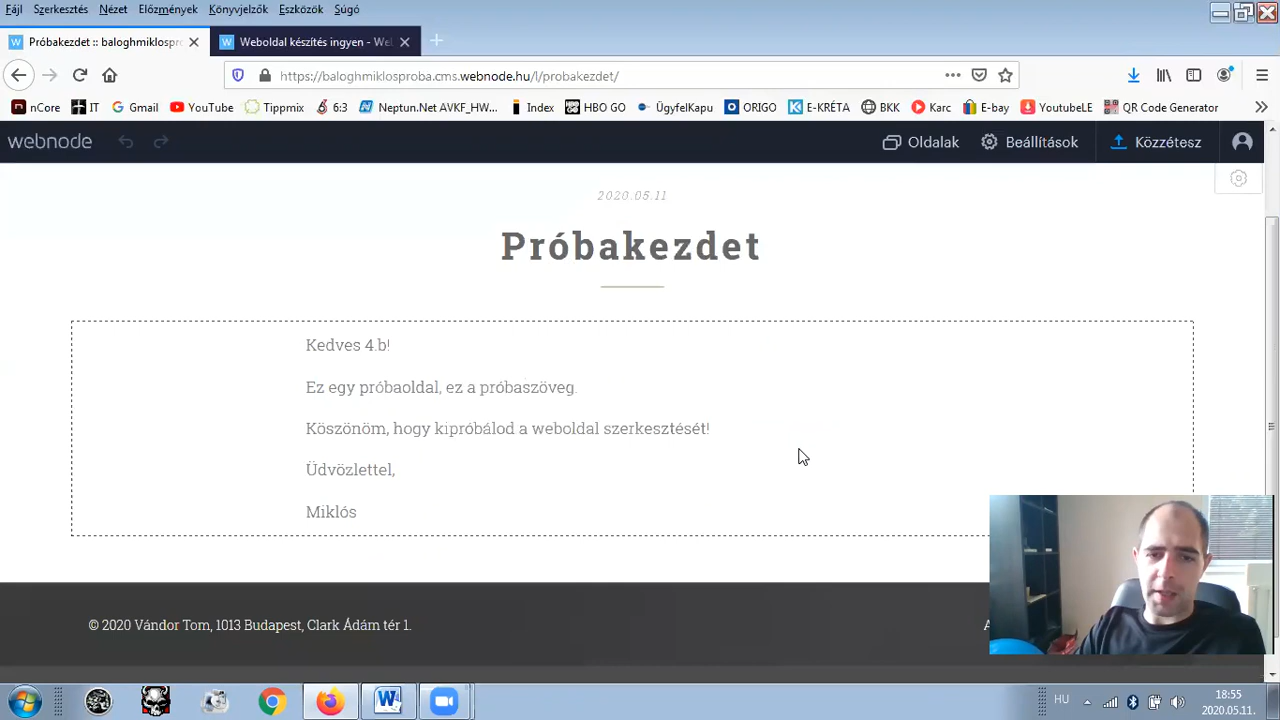 Fájl Szerkesztés Nézet Előzmények Könyvjelzők Eszközök Súgó
Próbakezdet :: baloghmiklospr
Weboldal készítés ingyen - We
https://baloghmiklosproba.cms.webnode.hu/l/probakezdet/
nCore IT Gmail YouTube Tippmix 6:3 Neptun.Net AVKF_HW... Index HBO GO ÜgyfelKapu ORIGO E-KRÉTA BKK Karc E-bay YoutubeLE QR Code Generator
webnode Oldalak Beállítások Közzétesz
2020.05.11
Próbakezdet
Kedves 4.b!
Ez egy próbaoldal, ez a próbaszöveg.
Köszönöm, hogy kipróbálod a weboldal szerkesztését!
Üdvözlettel,
Miklós
© 2020 Vándor Tom, 1013 Budapest, Clark Ádám tér 1.
HU
18:55
2020.05.11.